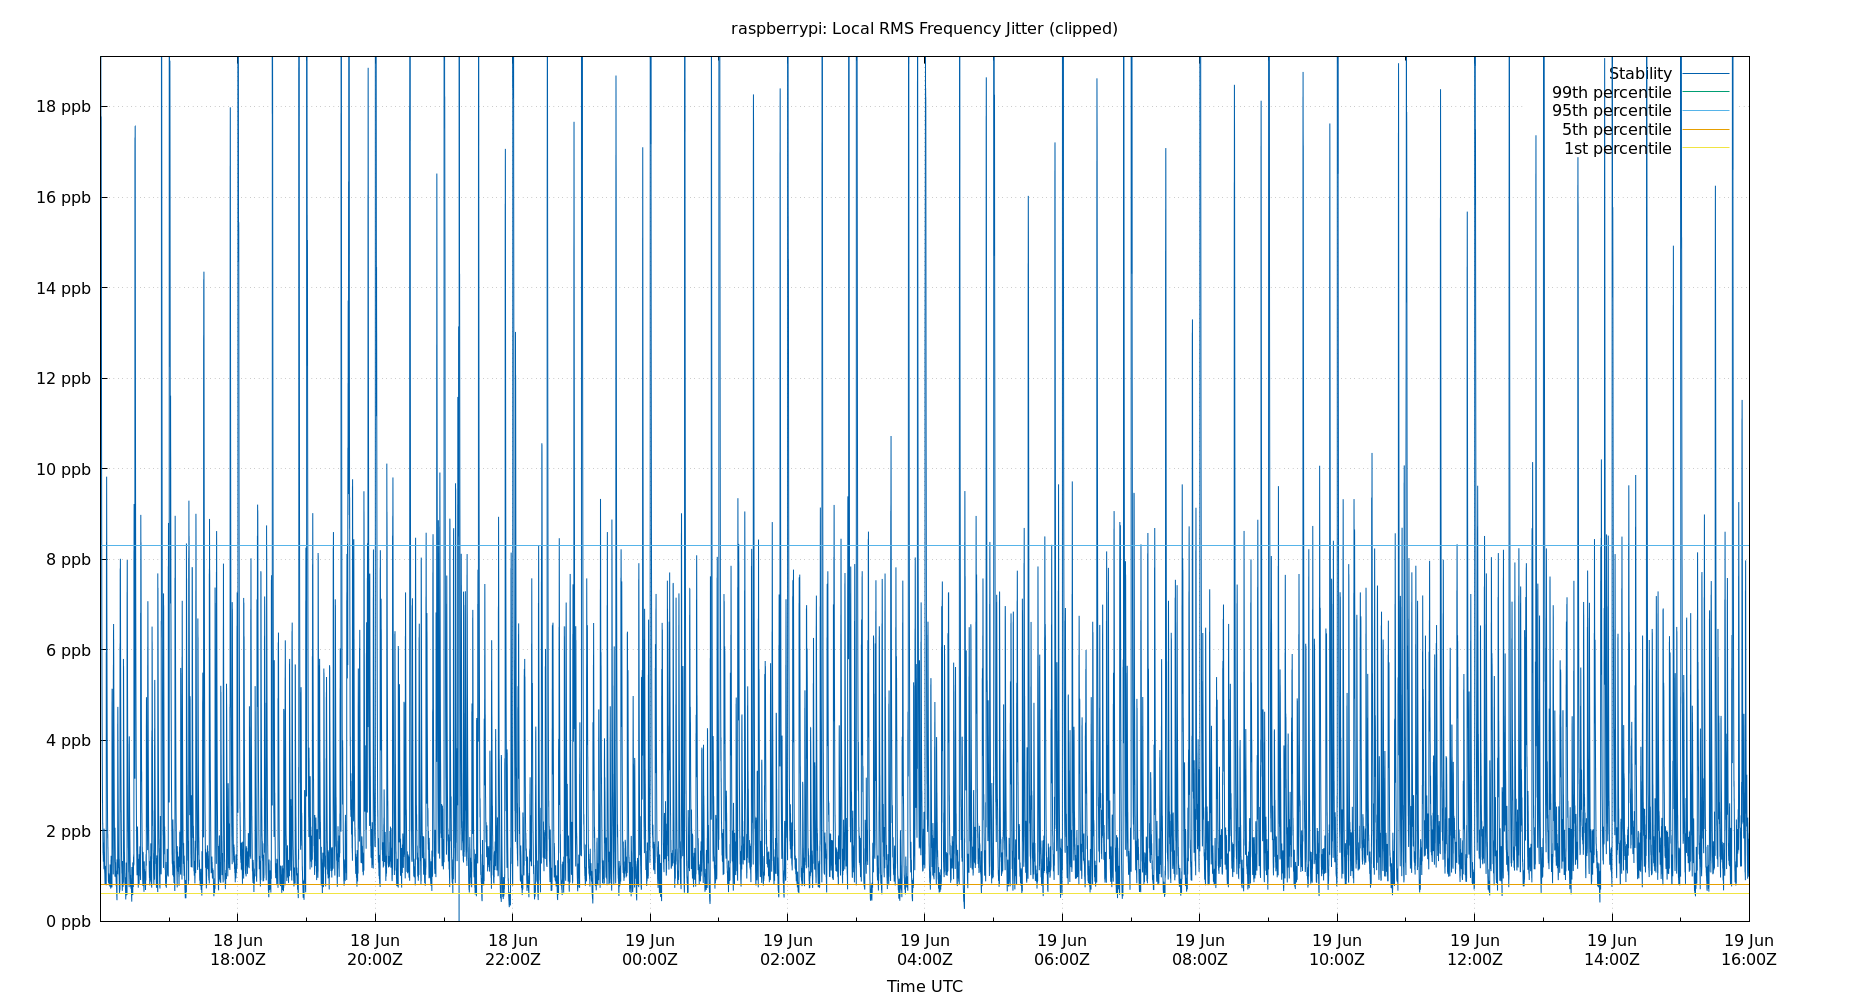 raspberrypi: Local RMS Frequency Jitter (clipped)
Stability
99th percentile
95th percentile
5th percentile
1st percentile
18 ppb
16 ppb
14 ppb
12 ppb
10 ppb
8 ppb
6 ppb
4 ppb
2 ppb
0 ppb
18 Jun 18 Jun 18 Jun 19 Jun 19 Jun 19 Jun 19 Jun 19 Jun 19 Jun 19 Jun 19 Jun 19 Jun
18:00Z 20:00Z 22:00Z 00:00Z 02:00Z 04:00Z 06:00Z 08:00Z 10:00Z 12:00Z 14:00Z 16:00Z
Time UTC